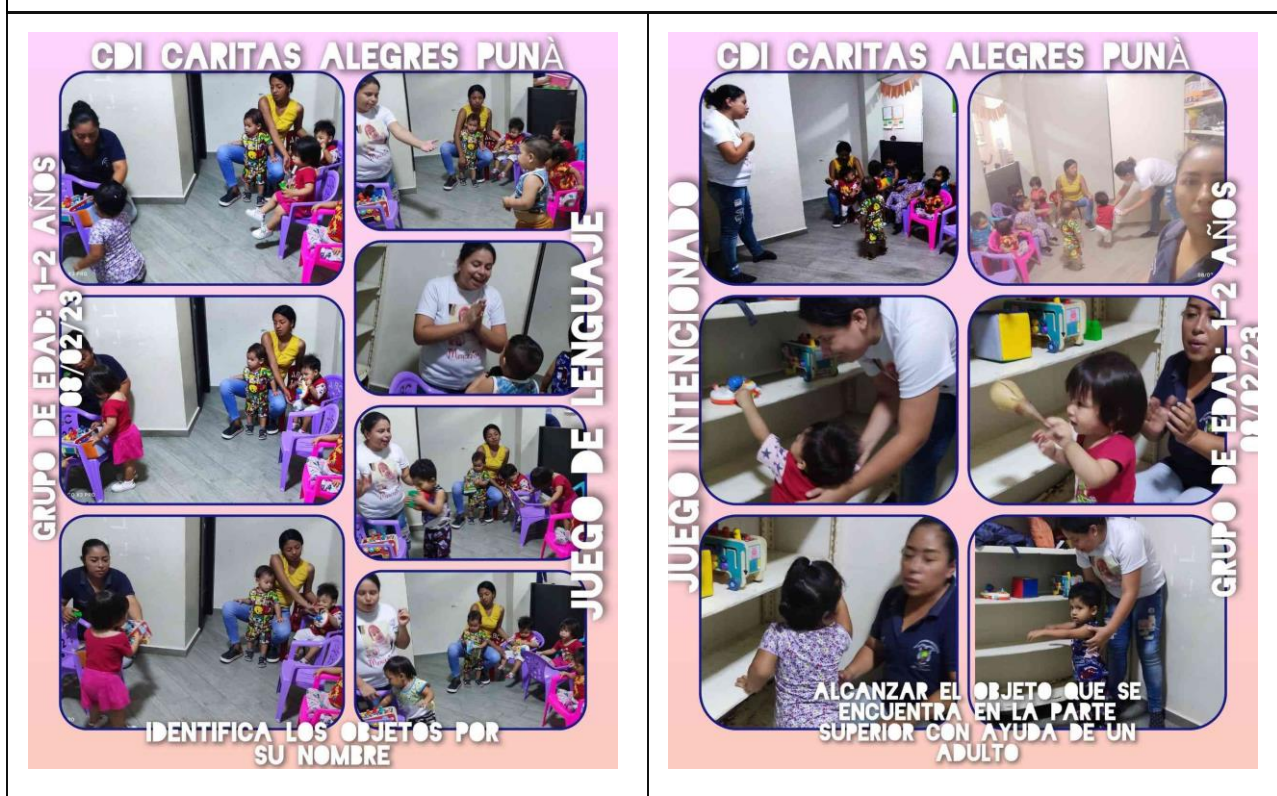 CDI CARITAS ALEGRES PUNÀ
GRUPO DE EDAD: 1-2 AÑOS
08/02/23
JUEGO DE LENGUAJE
IDENTIFICA LOS OBJETOS POR
SU NOMBRE
CDI CARITAS ALEGRES PUNÀ
JUEGO INTENCIONADO
GRUPO DE EDAD: 1-2 AÑOS
08/02/23
ALCANZAR EL OBJETO QUE SE
ENCUENTRA EN LA PARTE
SUPERIOR CON AYUDA DE UN
ADULTO